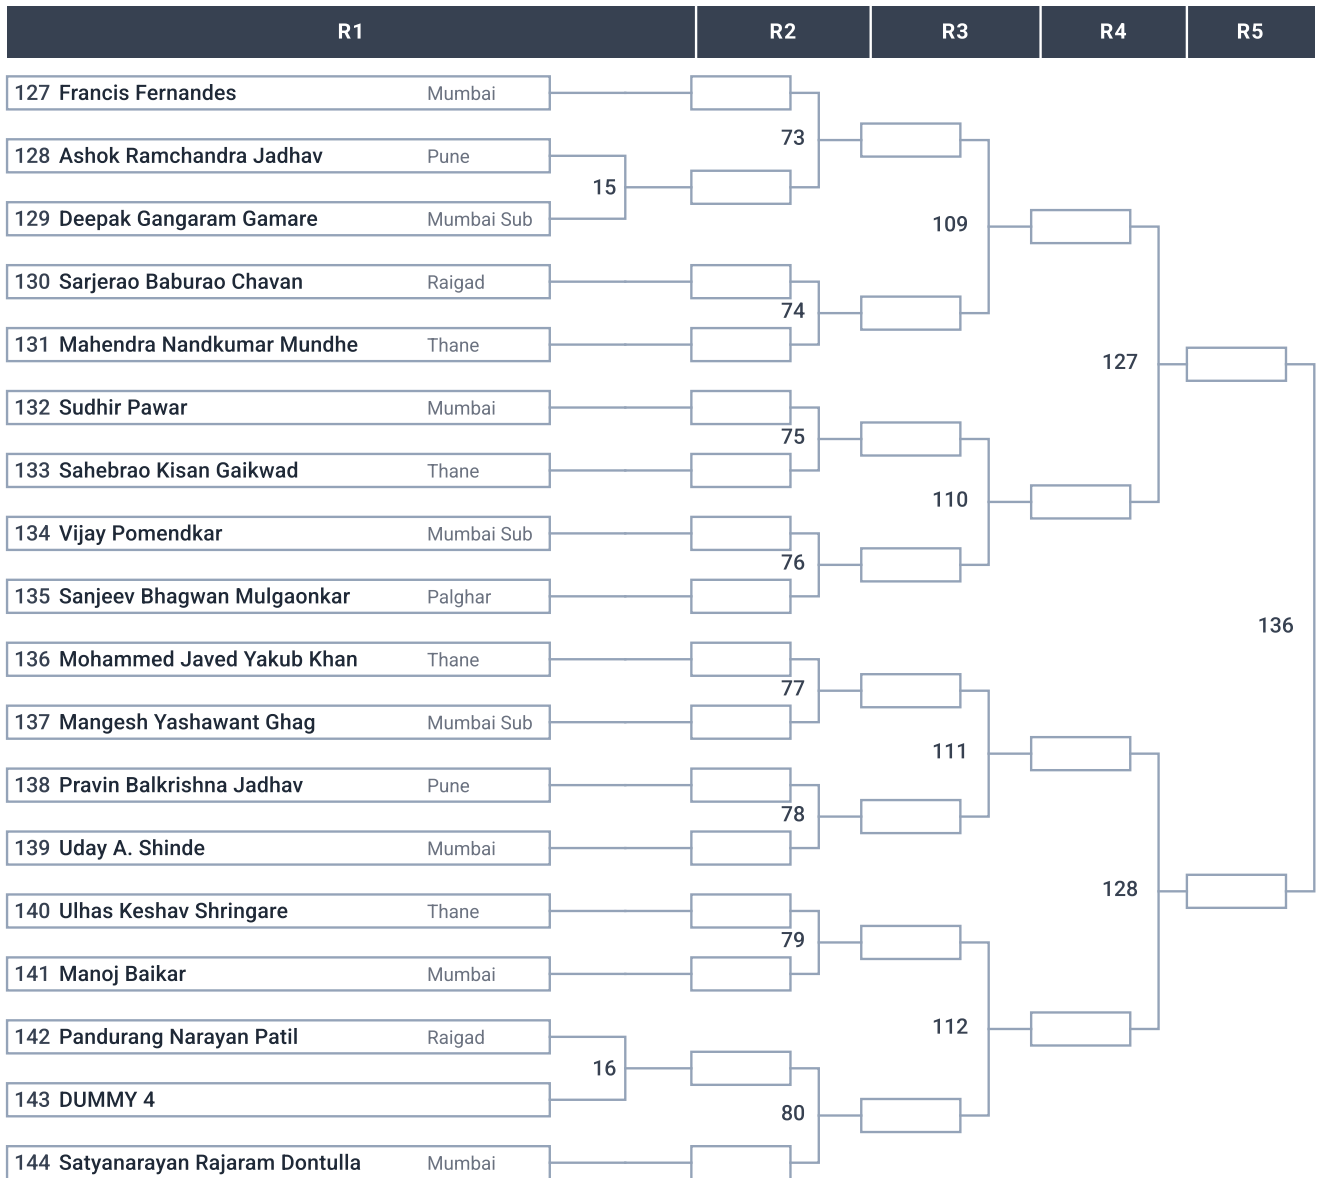 R1 R2 R3 R4 R5
127 Francis Fernandes Mumbai
73
128 Ashok Ramchandra Jadhav Pune
15
129 Deepak Gangaram Gamare Mumbai Sub
109
130 Sarjerao Baburao Chavan Raigad
74
131 Mahendra Nandkumar Mundhe Thane
127
132 Sudhir Pawar Mumbai
75
133 Sahebrao Kisan Gaikwad Thane
110
134 Vijay Pomendkar Mumbai Sub
76
135 Sanjeev Bhagwan Mulgaonkar Palghar
136
136 Mohammed Javed Yakub Khan Thane
77
137 Mangesh Yashawant Ghag Mumbai Sub
111
138 Pravin Balkrishna Jadhav Pune
78
139 Uday A. Shinde Mumbai
128
140 Ulhas Keshav Shringare Thane
79
141 Manoj Baikar Mumbai
112
142 Pandurang Narayan Patil Raigad
16
143 DUMMY 4
80
144 Satyanarayan Rajaram Dontulla Mumbai